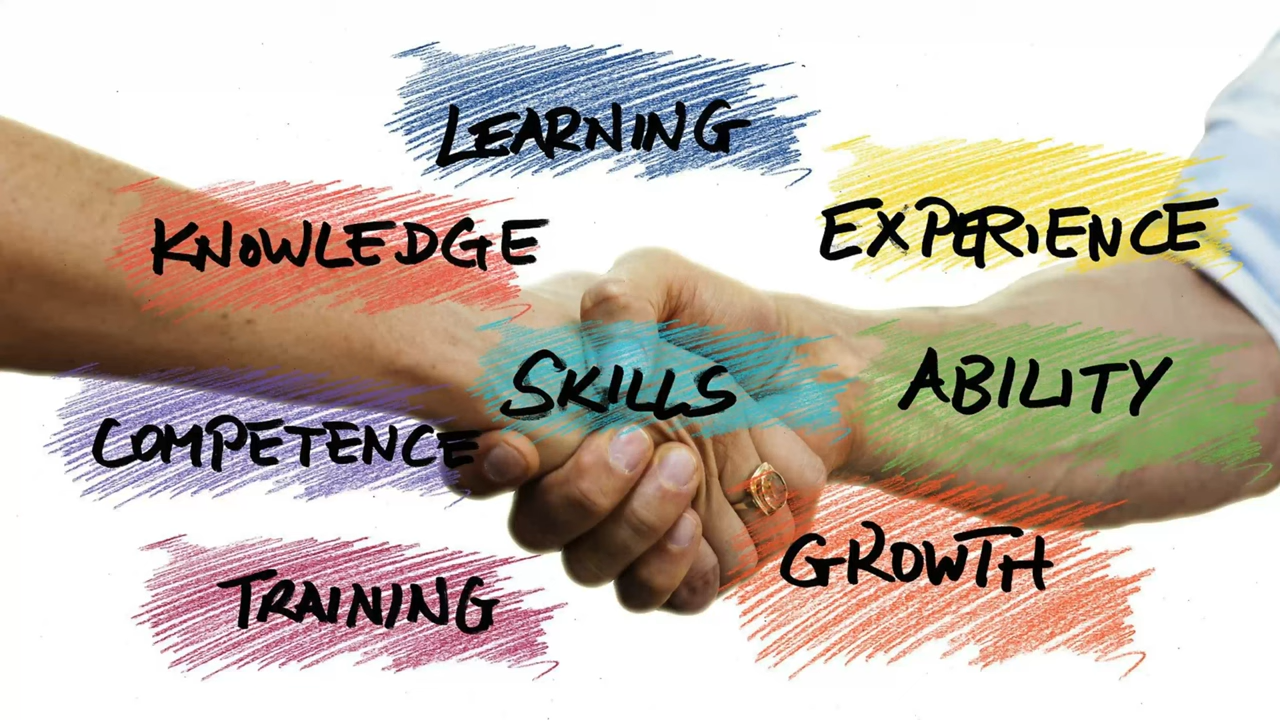 LEARNING
KNOWLEDGE
EXPERIENCE
SKILLS
ABILITY
COMPETENCE
GROWTH
TRAINING